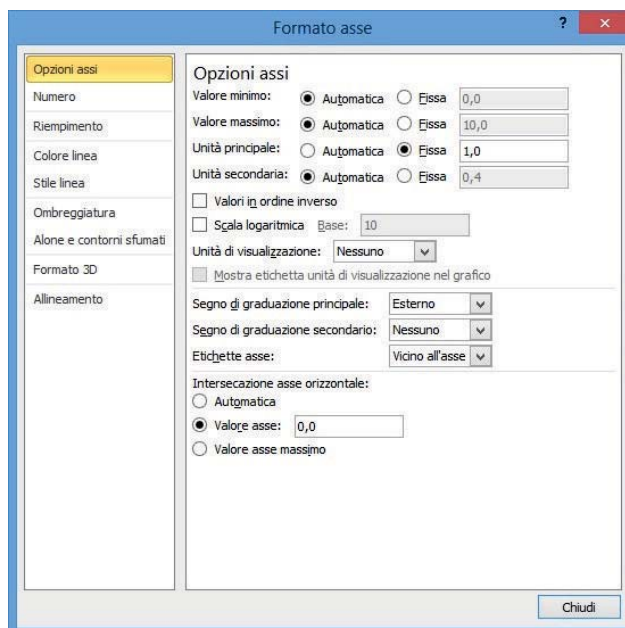 Formato asse
?
×
Opzioni assi
Numero
Riempimento
Colore linea
Stile linea
Ombreggiatura
Alone e contorni sfumati
Formato 3D
Allineamento
Opzioni assi
Valore minimo: Automatica Fissa 0,0
Valore massimo: Automatica Fissa 10,0
Unità principale: Automatica Fissa 1,0
Unità secondaria: Automatica Fissa 0,4
Valori in ordine inverso
Scala logaritmica Base: 10
Unità di visualizzazione: Nessuno
Mostra etichetta unità di visualizzazione nel grafico
Segno di graduazione principale: Esterno
Segno di graduazione secondario: Nessuno
Etichette asse: Vicino all'asse
Intersecazione asse orizzontale:
Automatica
Valore asse: 0,0
Valore asse massimo
Chiudi